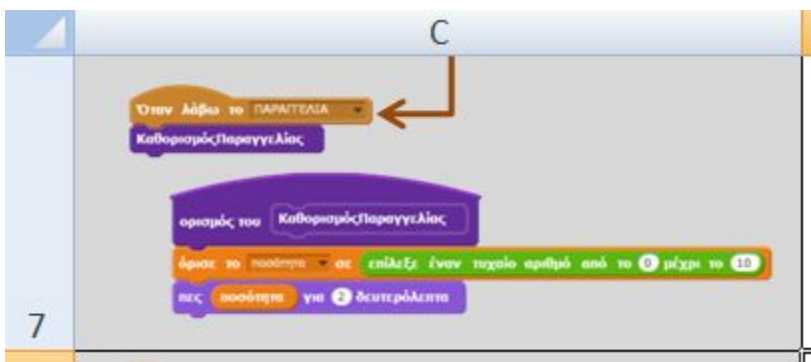 C
Όταν λάβω το ΠΑΡΑΓΓΕΛΙΑ
ΚαθορισμόςΠαραγγελίας
ορισμός του ΚαθορισμόςΠαραγγελίας
όρισε το ποσότητα σε επίλεξε έναν τυχαίο αριθμό από το 0 μέχρι το 10
πες ποσότητα για 2 δευτερόλεπτα
7